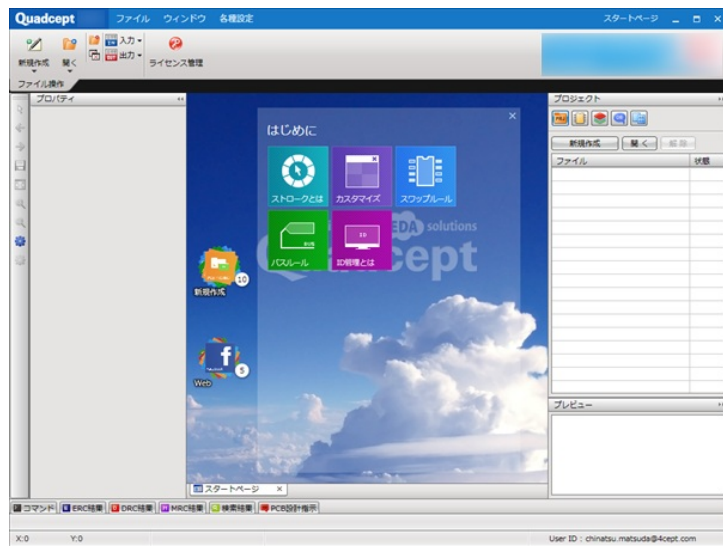 Quadcept ファイル ウィンドウ 各種設定 スタートページ
新規作成 開く 入力 出力 ライセンス管理
ファイル操作
プロパティ
はじめに
ストロークとは カスタマイズ スワップルール
バスルール ID管理とは
BUS
ID
EDA solutions
Quadcept
新規作成
10
Web
5
スタートページ
プロジェクト
新規作成 開く
ファイル 状態
プレビュー
コマンド ERC結果 DRC結果 MRC結果 検索結果 PCB設計指示
X:0 Y:0 User ID : chinatsu.matsuda@4cept.com